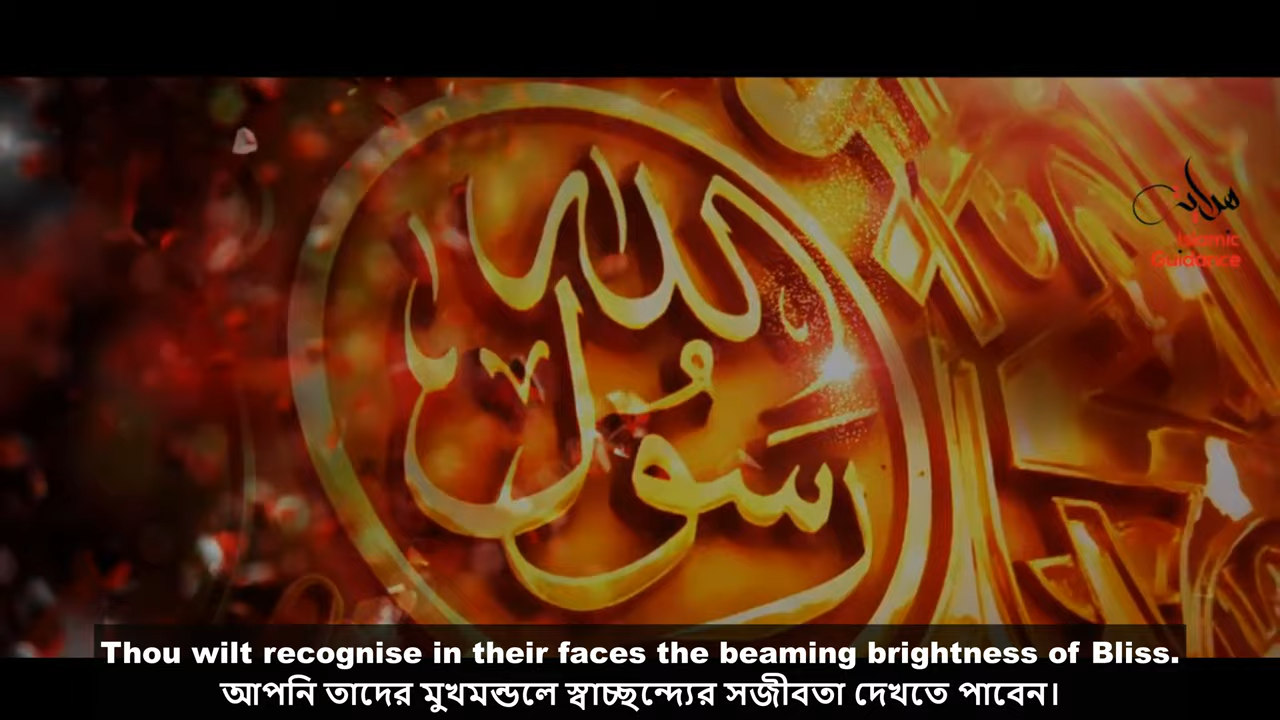 الله
رسول
هداية
Islamic
Guidance
Thou wilt recognise in their faces the beaming brightness of Bliss.
আপনি তাদের মুখমন্ডলে স্বাচ্ছন্দ্যের সজীবতা দেখতে পাবেন।